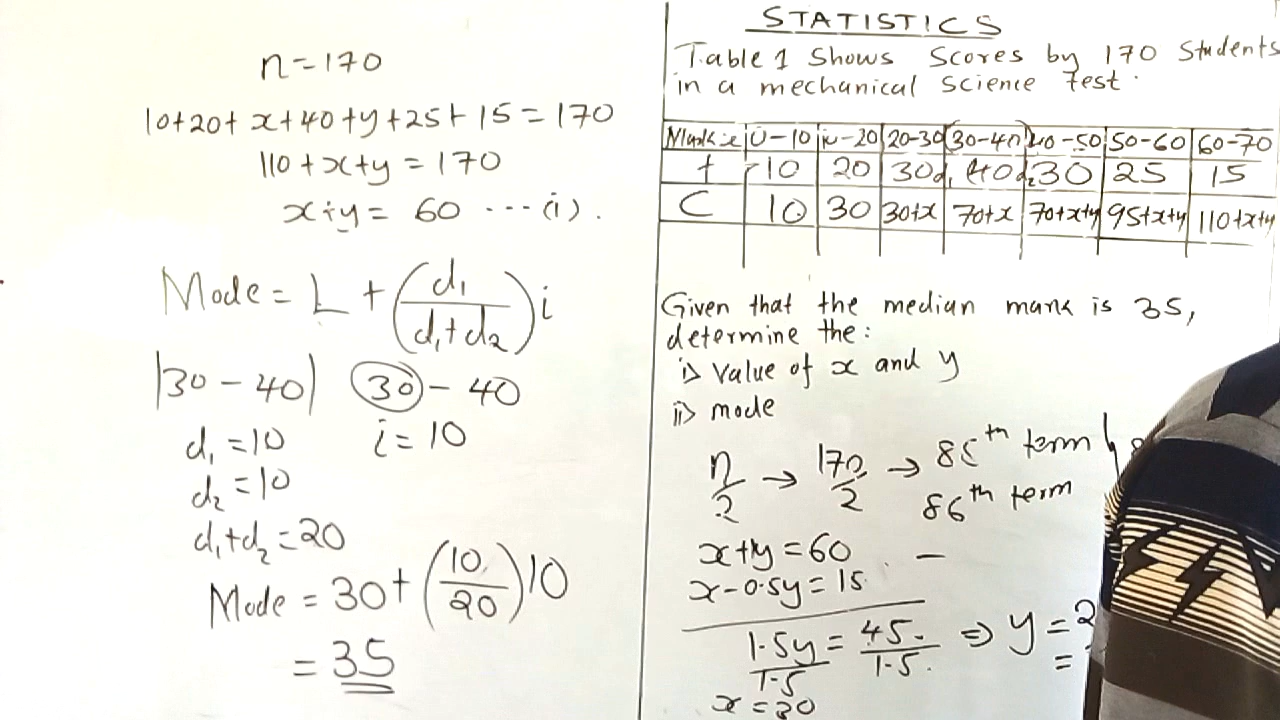 n = 170
10+20+x+40+y+25+15 = 170
110+x+y = 170
x+y = 60 ---(i).
Mode = L + (d₁/(d₁+d₂))i
|30-40| 30-40
d₁ = 10 i = 10
d₂ = 10
d₁+d₂ = 20
Mode = 30+(10/20)10
= 35
STATISTICS
Table 1 Shows Scores by 170 Students
in a mechanical Science test.
Mark x 0-10 10-20 20-30 30-40 40-50 50-60 60-70
f 10 20 30 d₁ 40 d₂ 30 25 15
C 10 30 30+x 70+x 70+x+y 95+x+y 110+x+y
Given that the median mark is 35,
determine the:
i> value of x and y
ii> mode
n/2 → 170/2 → 85th term
86th term
x+y = 60 -
x-0.5y = 15
1.5y/1.5 = 45/1.5 ⇒ y =
x = 30